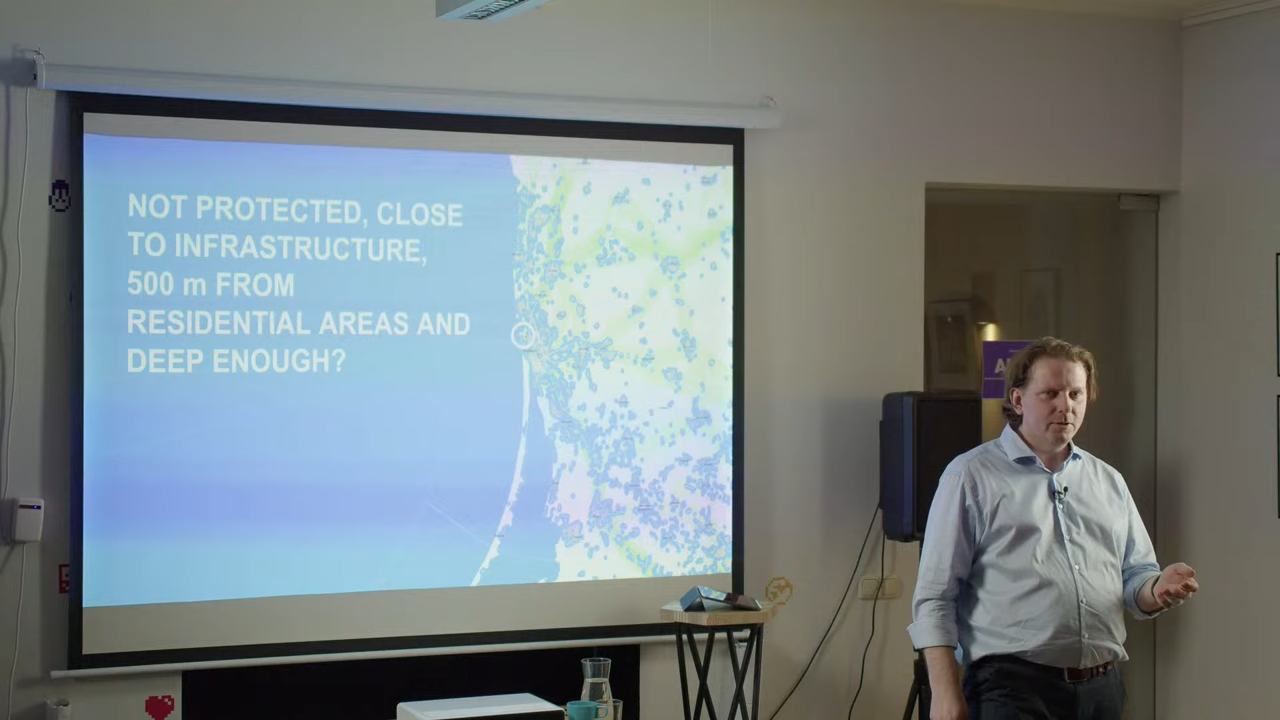 NOT PROTECTED, CLOSE
TO INFRASTRUCTURE,
500 m FROM
RESIDENTIAL AREAS AND
DEEP ENOUGH?